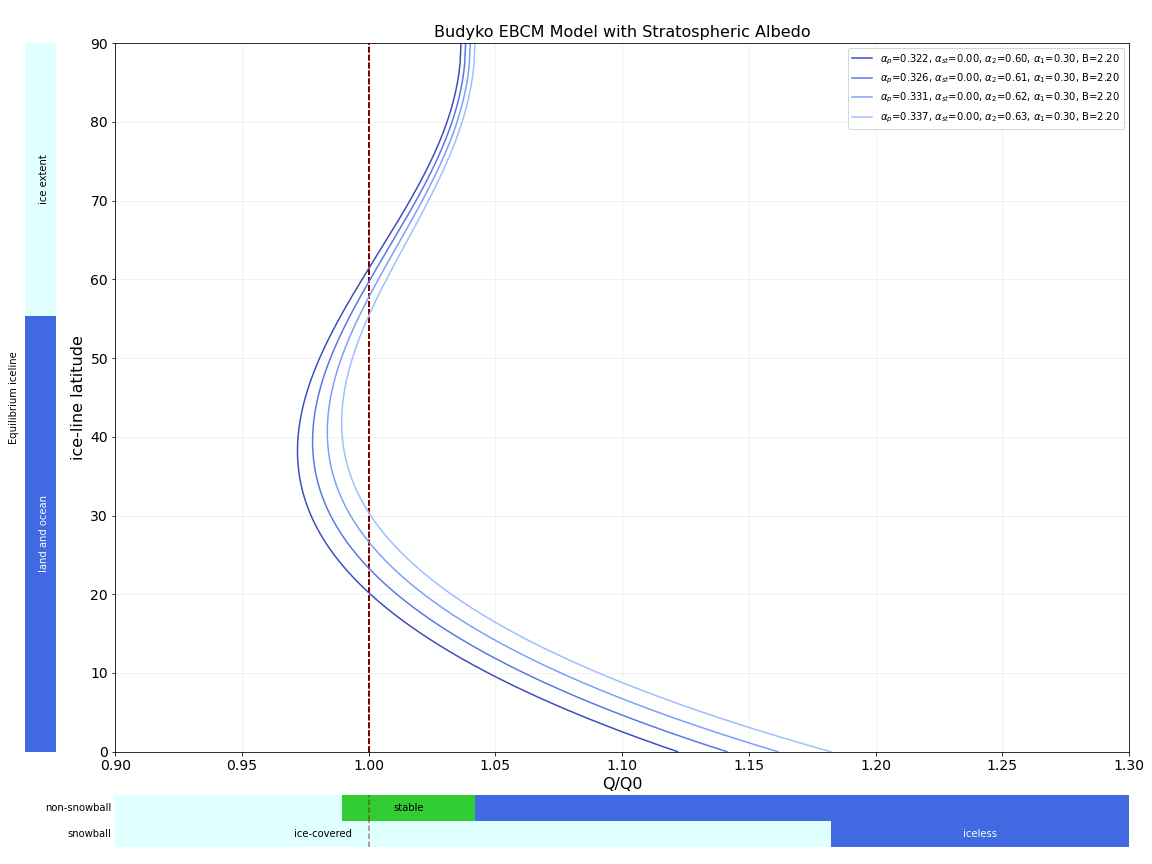 Budyko EBCM Model with Stratospheric Albedo
αₚ=0.322, αₛₜ=0.00, α₂=0.60, α₁=0.30, B=2.20
αₚ=0.326, αₛₜ=0.00, α₂=0.61, α₁=0.30, B=2.20
αₚ=0.331, αₛₜ=0.00, α₂=0.62, α₁=0.30, B=2.20
αₚ=0.337, αₛₜ=0.00, α₂=0.63, α₁=0.30, B=2.20
90
80
70
60
50
40
30
20
10
0
ice-line latitude
Equilibrium iceline
ice extent
land and ocean
0.90 0.95 1.00 1.05 1.10 1.15 1.20 1.25 1.30
Q/Q0
non-snowball stable
snowball ice-covered iceless